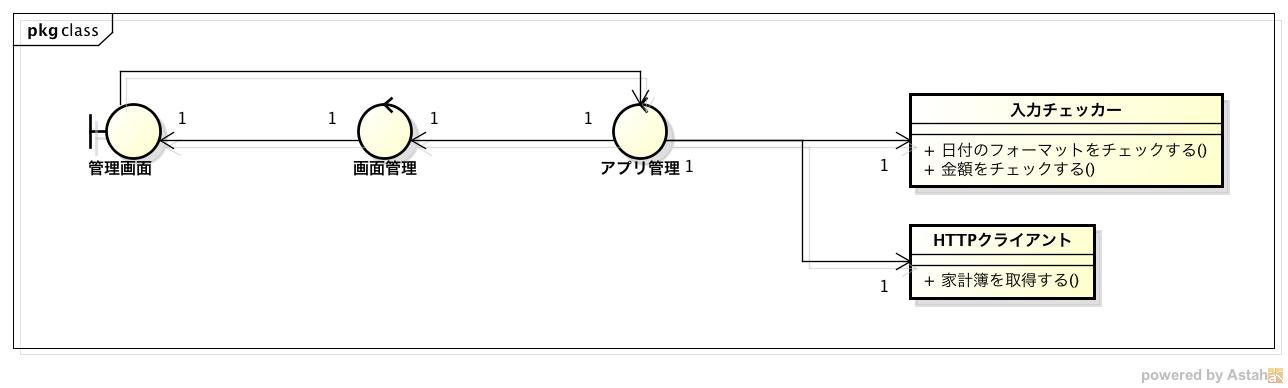 pkg class
1
1
1
1
管理画面
画面管理
アプリ管理
1
1
入力チェッカー
+ 日付のフォーマットをチェックする()
+ 金額をチェックする()
HTTPクライアント
+ 家計簿を取得する()
1
powered by Astah